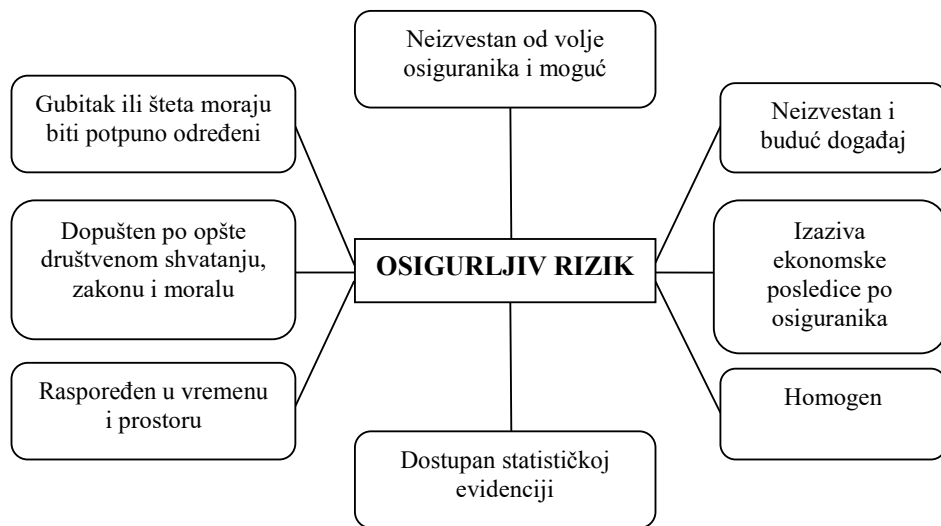 Neizvestan od volje
osiguranika i moguć
Gubitak ili šteta moraju
biti potpuno određeni
Neizvestan i
buduć događaj
Dopušten po opšte
društvenom shvatanju,
zakonu i moralu
OSIGURLJIV RIZIK
Izaziva
ekonomske
posledice po
osiguranika
Raspoređen u vremenu
i prostoru
Homogen
Dostupan statističkoj
evidenciji